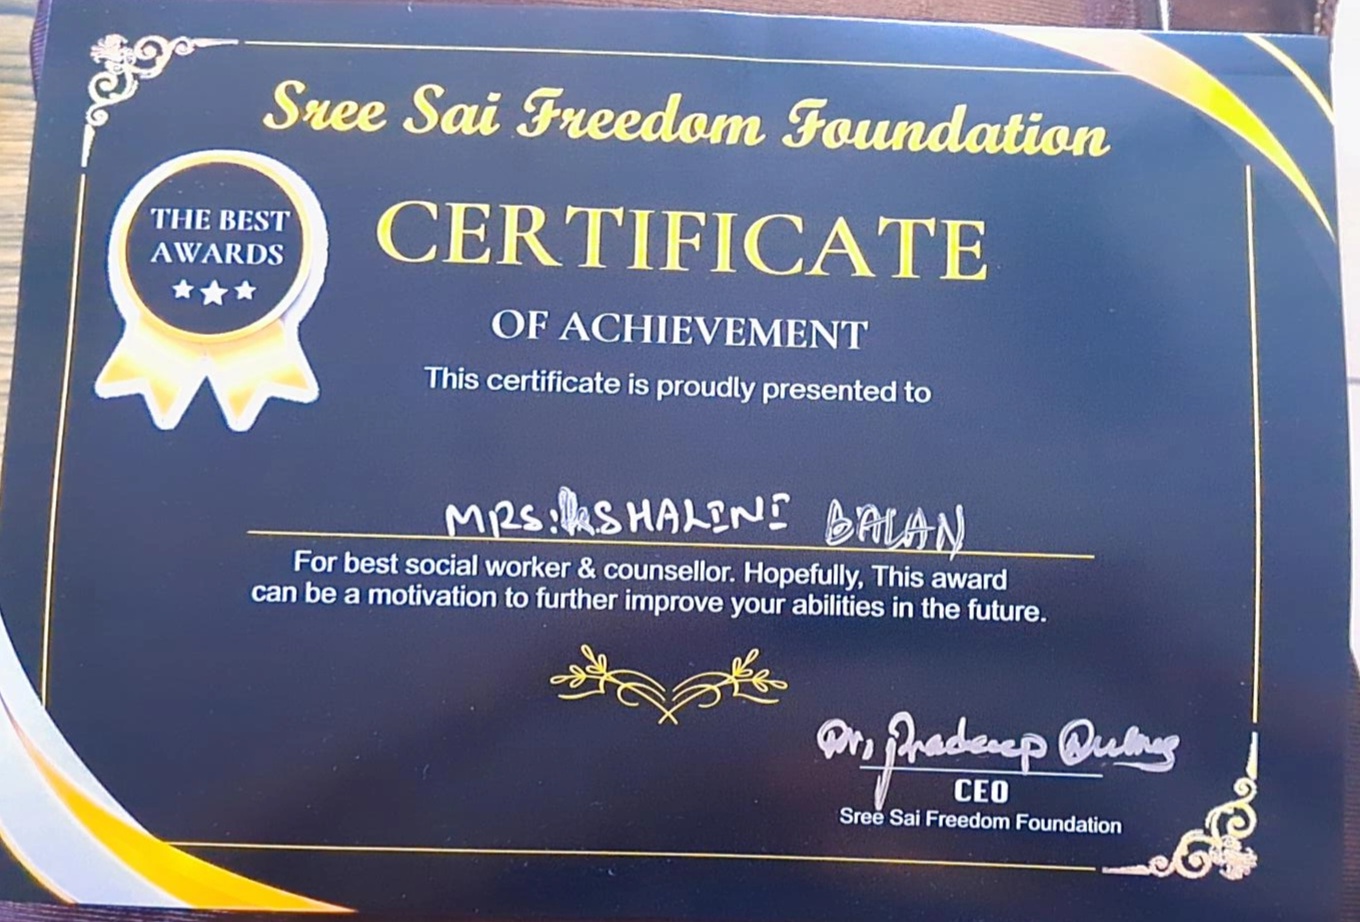 Sree Sai Freedom Foundation
THE BEST
AWARDS
CERTIFICATE
OF ACHIEVEMENT
This certificate is proudly presented to
MRS: SHALINI BALAN
For best social worker & counsellor. Hopefully, This award
can be a motivation to further improve your abilities in the future.
Dr, Pradeep
CEO
Sree Sai Freedom Foundation